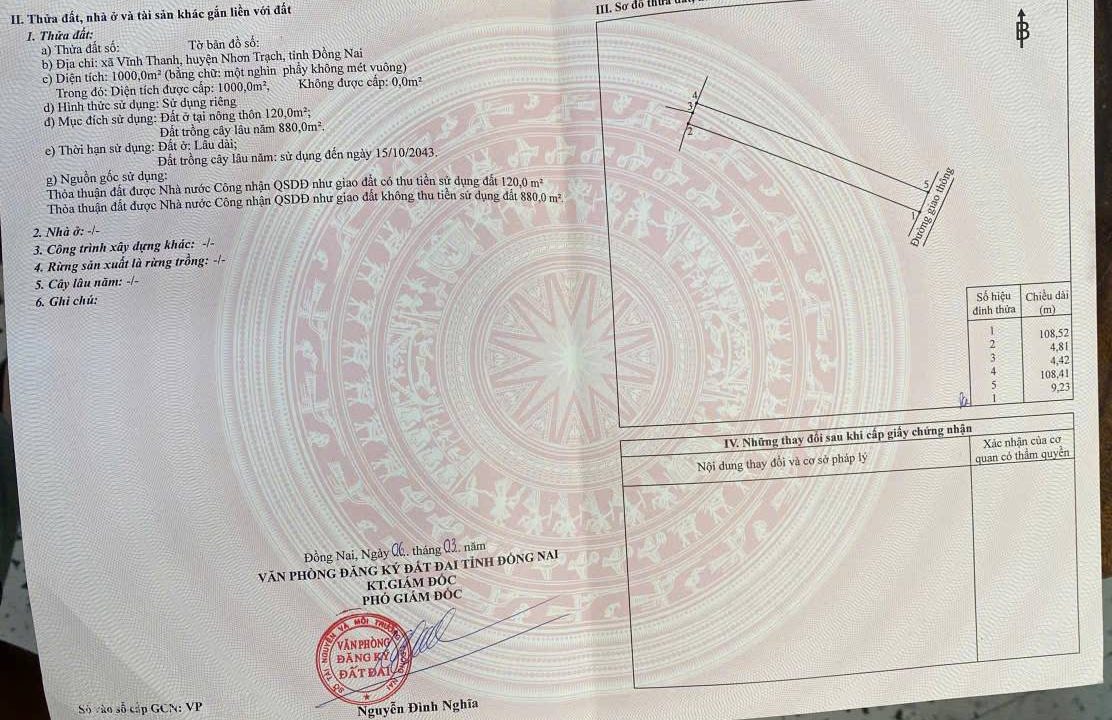 II. Thửa đất, nhà ở và tài sản khác gắn liền với đất
1. Thửa đất:
a) Thửa đất số: Tờ bản đồ số:
b) Địa chỉ: xã Vĩnh Thanh, huyện Nhơn Trạch, tỉnh Đồng Nai
c) Diện tích: 1000,0m² (bằng chữ: một nghìn phẩy không mét vuông)
Trong đó: Diện tích được cấp: 1000,0m², Không được cấp: 0,0m²
d) Hình thức sử dụng: Sử dụng riêng
đ) Mục đích sử dụng: Đất ở tại nông thôn 120,0m²;
Đất trồng cây lâu năm 880,0m².
e) Thời hạn sử dụng: Đất ở: Lâu dài;
Đất trồng cây lâu năm: sử dụng đến ngày 15/10/2043.
g) Nguồn gốc sử dụng:
Thỏa thuận đất được Nhà nước Công nhận QSDĐ như giao đất có thu tiền sử dụng đất 120,0 m²
Thỏa thuận đất được Nhà nước Công nhận QSDĐ như giao đất không thu tiền sử dụng đất 880,0 m².
2. Nhà ở: -/-
3. Công trình xây dựng khác: -/-
4. Rừng sản xuất là rừng trồng: -/-
5. Cây lâu năm: -/-
6. Ghi chú:
Đồng Nai, Ngày 06. tháng 03. năm
VĂN PHÒNG ĐĂNG KÝ ĐẤT ĐAI TỈNH ĐỒNG NAI
KT.GIÁM ĐỐC
PHÓ GIÁM ĐỐC
SỞ TÀI NGUYÊN VÀ MÔI TRƯỜNG ĐỒNG NAI
VĂN PHÒNG
ĐĂNG KÝ
ĐẤT ĐAI
Nguyễn Đình Nghĩa
Số vào sổ cấp GCN: VP
III. Sơ đồ thửa
B
4
3
2
5
1
Đường giao thông
Số hiệu đỉnh thửa Chiều dài (m)
1
108,52
2
4,81
3
4,42
4
108,41
5
9,23
1
IV. Những thay đổi sau khi cấp giấy chứng nhận
Nội dung thay đổi và cơ sở pháp lý
Xác nhận của cơ
quan có thẩm quyền